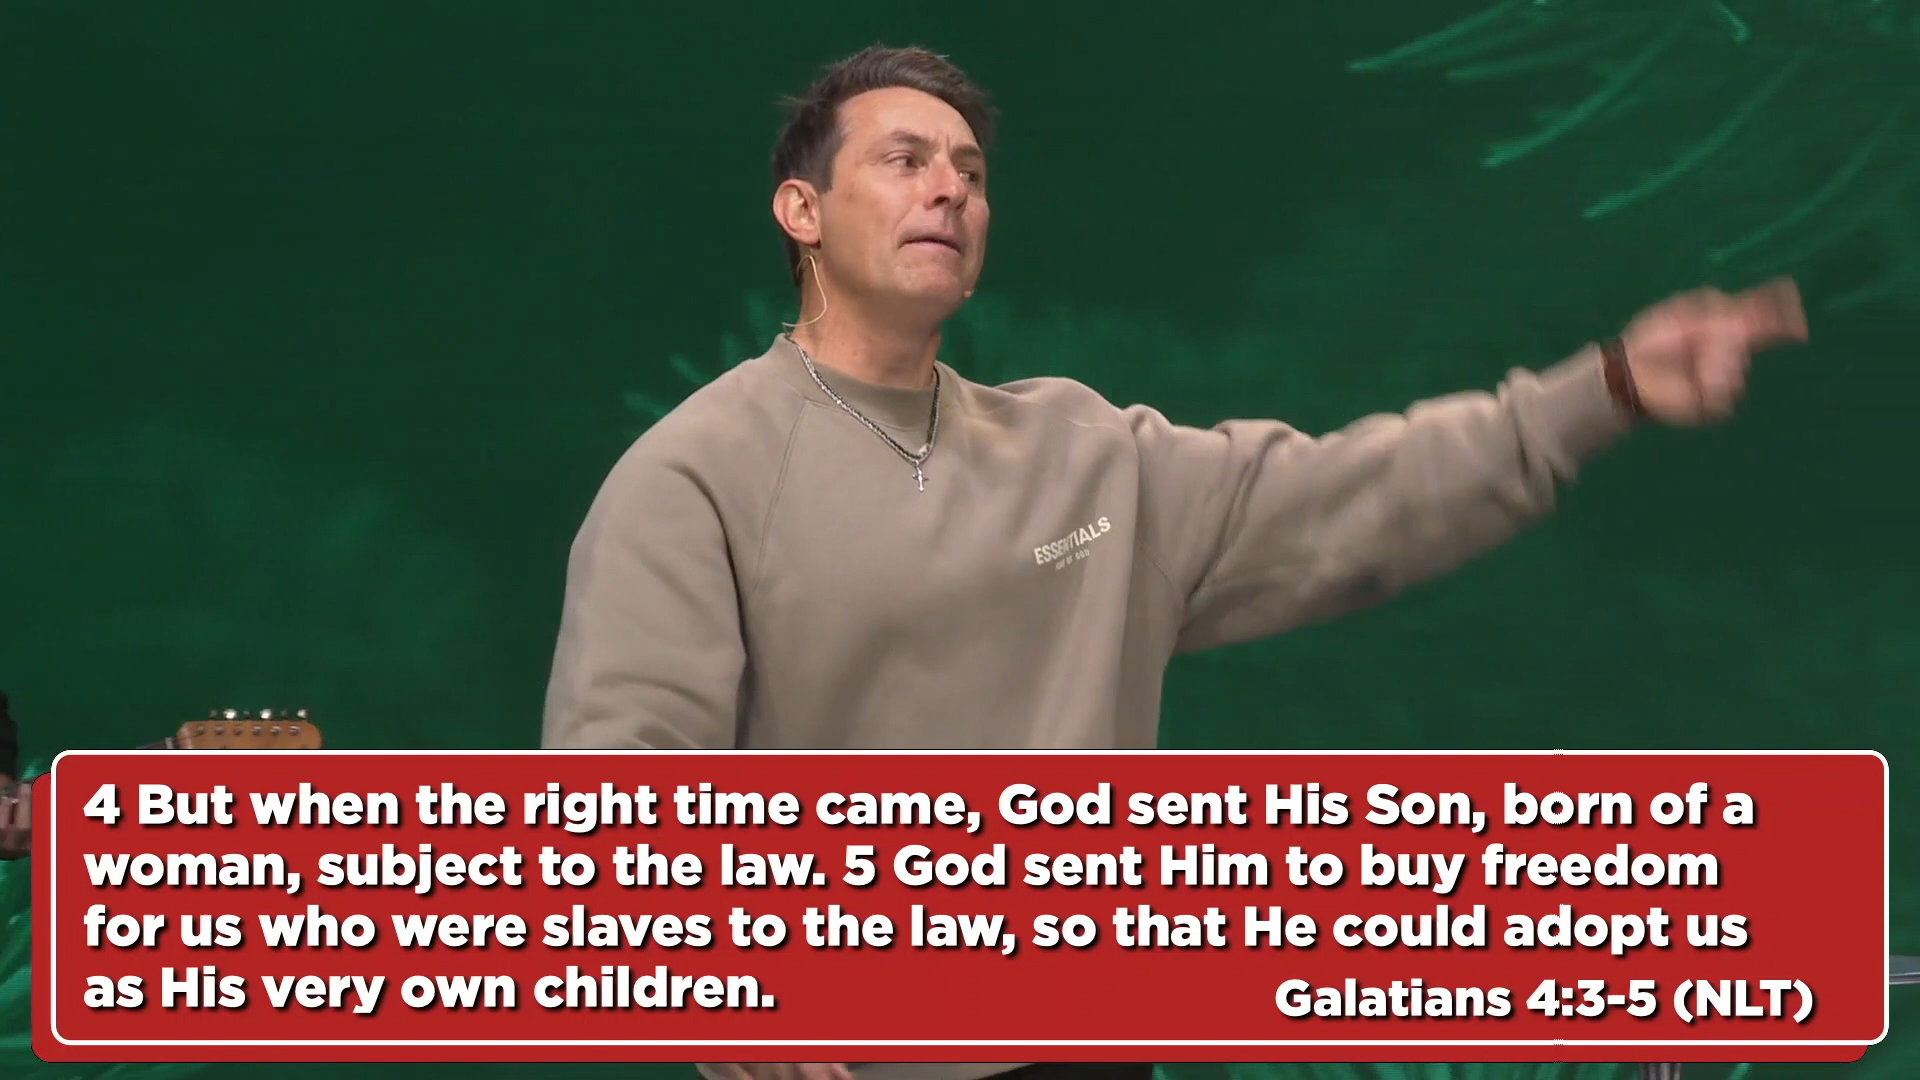 ESSENTIALS
4 But when the right time came, God sent His Son, born of a
woman, subject to the law. 5 God sent Him to buy freedom
for us who were slaves to the law, so that He could adopt us
as His very own children.
Galatians 4:3-5 (NLT)